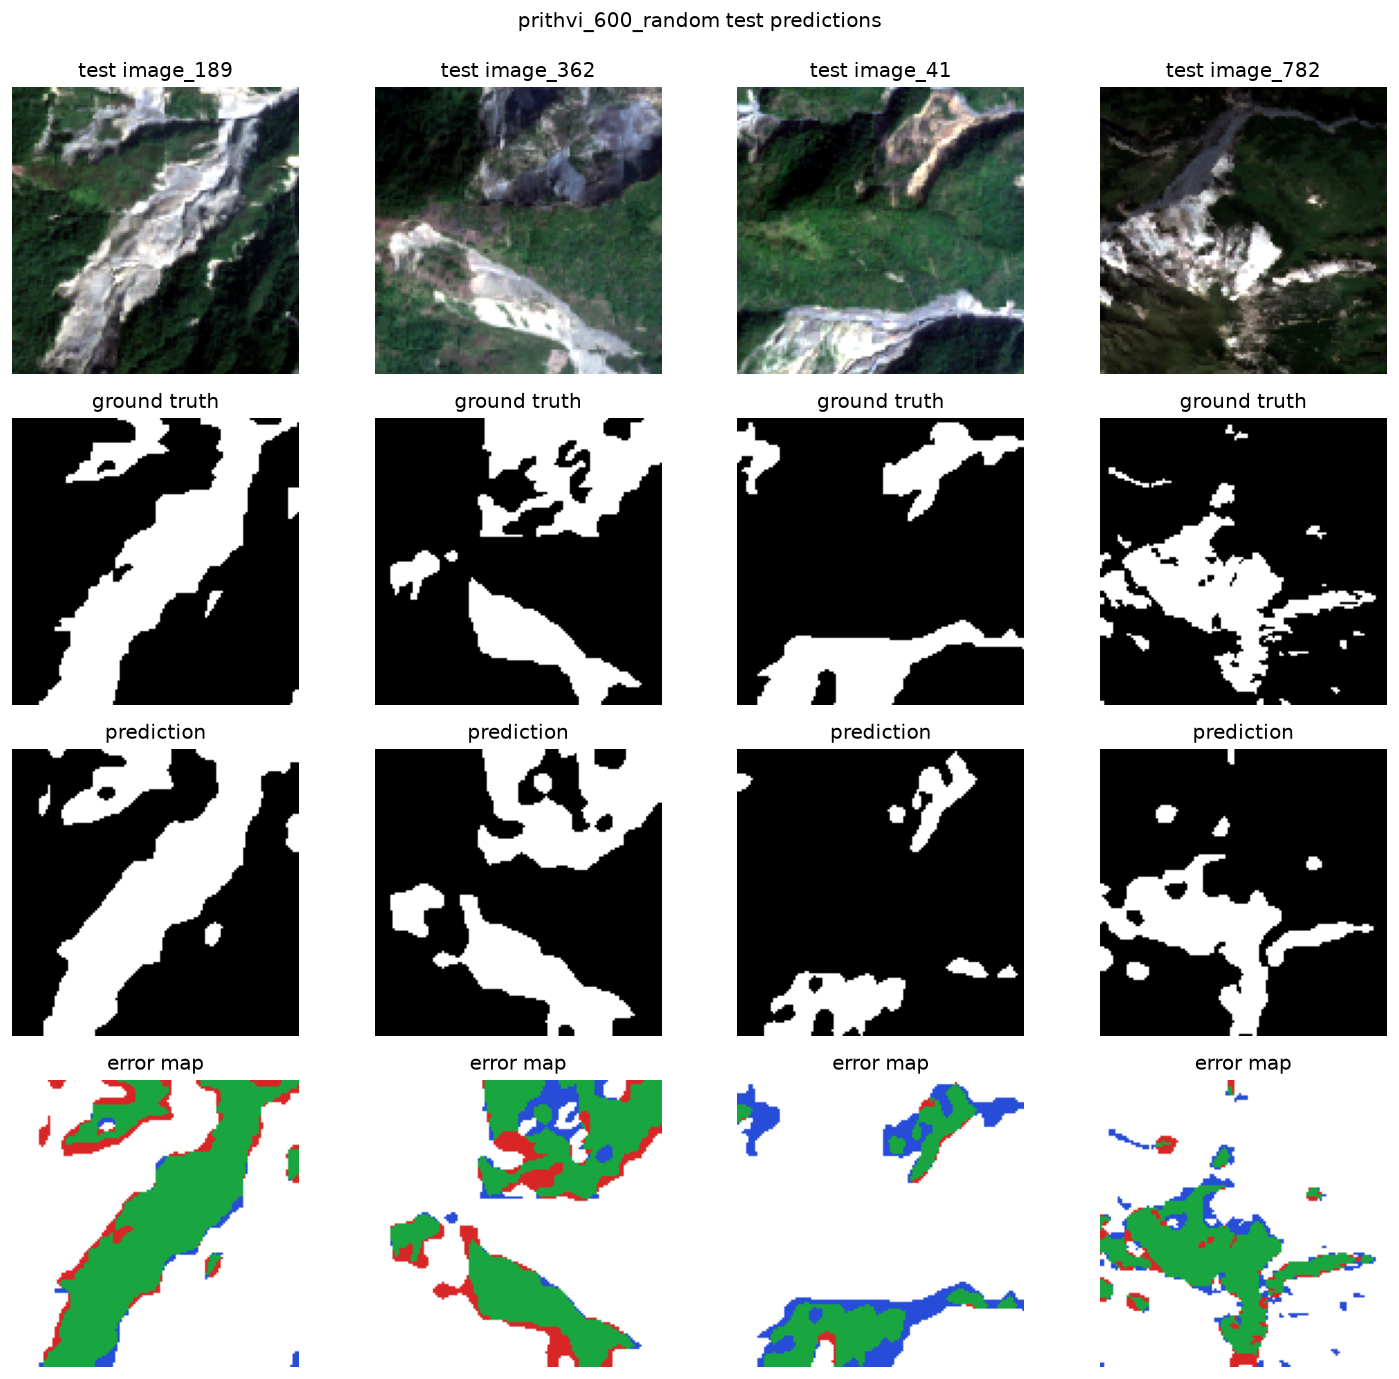 prithvi_600_random test predictions
test image_189
test image_362
test image_41
test image_782
ground truth
ground truth
ground truth
ground truth
prediction
prediction
prediction
prediction
error map
error map
error map
error map